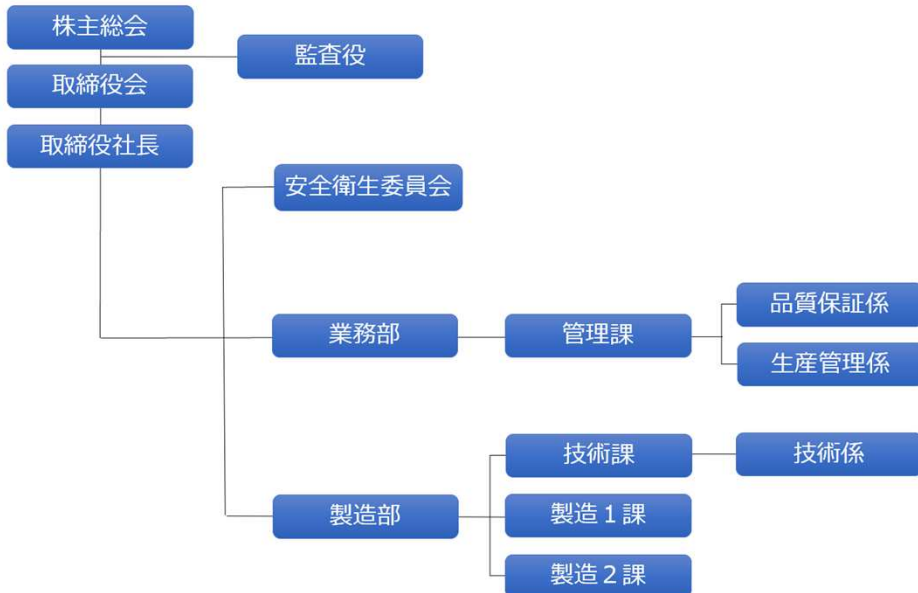 株主総会
監査役
取締役会
取締役社長
安全衛生委員会
業務部
管理課
品質保証係
生産管理係
製造部
技術課
技術係
製造１課
製造２課